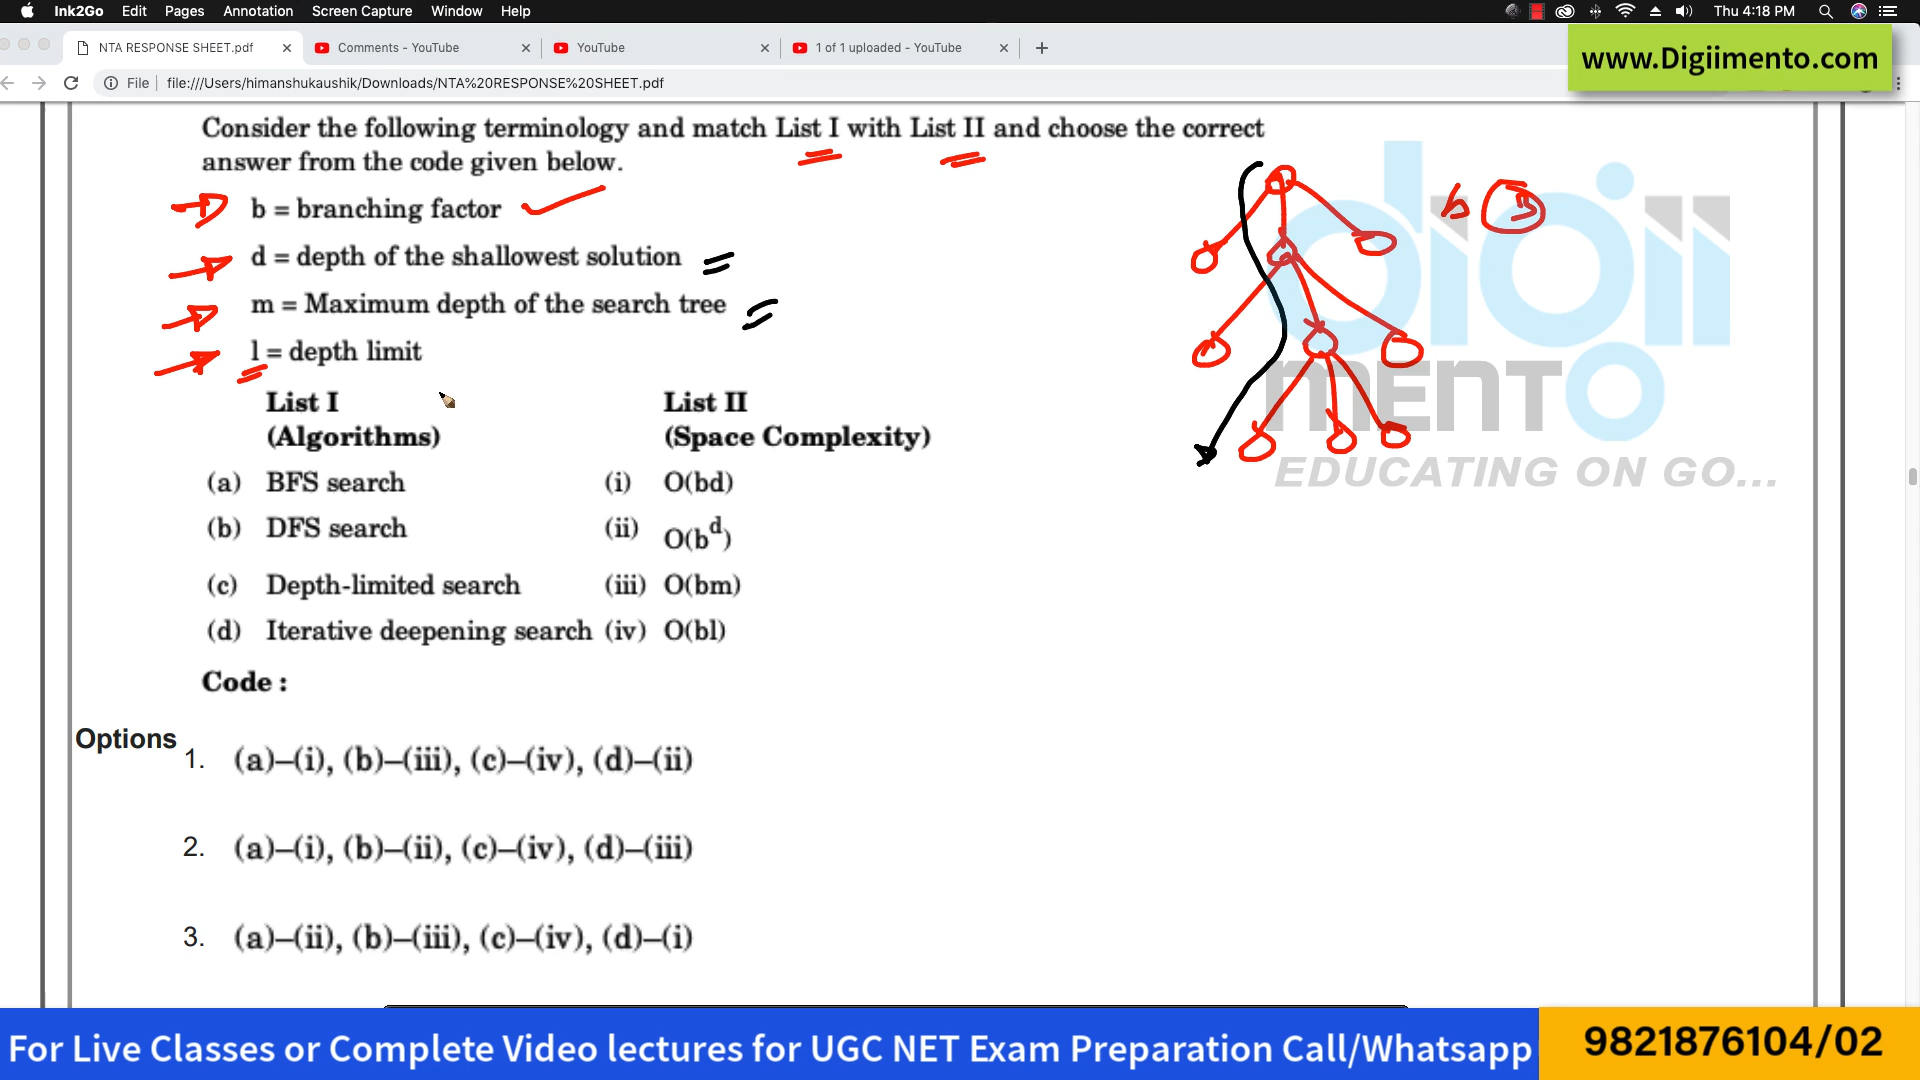 Ink2Go Edit Pages Annotation Screen Capture Window Help Thu 4:18 PM
NTA RESPONSE SHEET.pdf Comments - YouTube YouTube 1 of 1 uploaded - YouTube
File file:///Users/himanshukaushik/Downloads/NTA%20RESPONSE%20SHEET.pdf
www.Digiimento.com
Consider the following terminology and match List I with List II and choose the correct
answer from the code given below.
b = branching factor
d = depth of the shallowest solution
m = Maximum depth of the search tree
l = depth limit
b 3
digii
MENTO
EDUCATING ON GO...
List I List II
(Algorithms) (Space Complexity)
(a) BFS search (i) O(bd)
(b) DFS search (ii) O(b^d)
(c) Depth-limited search (iii) O(bm)
(d) Iterative deepening search (iv) O(bl)
Code :
Options
1. (a)–(i), (b)–(iii), (c)–(iv), (d)–(ii)
2. (a)–(i), (b)–(ii), (c)–(iv), (d)–(iii)
3. (a)–(ii), (b)–(iii), (c)–(iv), (d)–(i)
For Live Classes or Complete Video lectures for UGC NET Exam Preparation Call/Whatsapp 9821876104/02